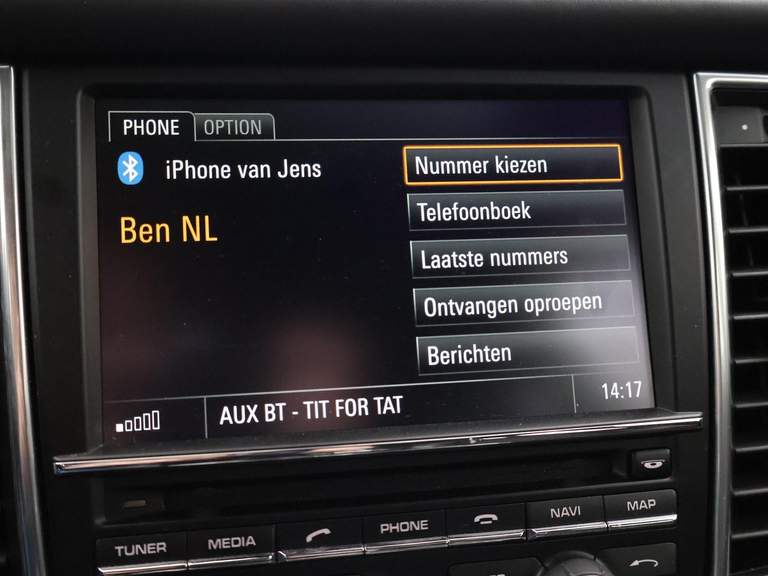 PHONE OPTION
iPhone van Jens
Ben NL
Nummer kiezen
Telefoonboek
Laatste nummers
Ontvangen oproepen
Berichten
AUX BT - TIT FOR TAT 14:17
TUNER MEDIA PHONE NAVI MAP